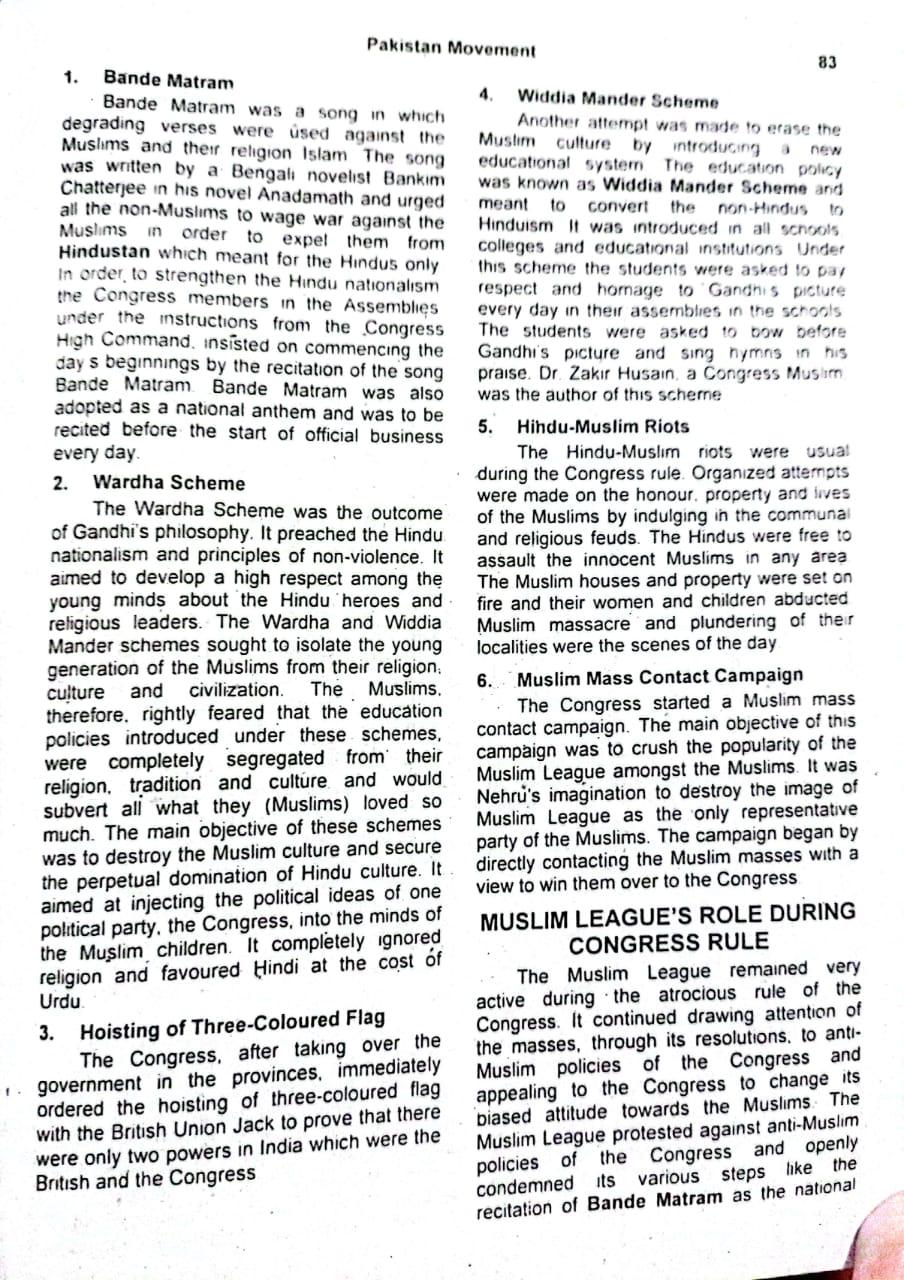 Pakistan Movement
83
1. Bande Matram
Bande Matram was a song in which
degrading verses were used against the
Muslims and their religion Islam The song
was written by a Bengali novelist Bankim
Chatterjee in his novel Anadamath and urged
all the non-Muslims to wage war against the
Muslims in order to expel them from
Hindustan which meant for the Hindus only
In order to strengthen the Hindu nationalism
the Congress members in the Assemblies
under the instructions from the Congress
High Command, insisted on commencing the
day s beginnings by the recitation of the song
Bande Matram Bande Matram was also
adopted as a national anthem and was to be
recited before the start of official business
every day.
2. Wardha Scheme
The Wardha Scheme was the outcome
of Gandhi's philosophy. It preached the Hindu
nationalism and principles of non-violence. It
aimed to develop a high respect among the
young minds about the Hindu heroes and
religious leaders. The Wardha and Widdia
Mander schemes sought to isolate the young
generation of the Muslims from their religion,
culture and civilization. The Muslims,
therefore, rightly feared that the education
policies introduced under these schemes,
were completely segregated from their
religion, tradition and culture and would
subvert all what they (Muslims) loved so
much. The main objective of these schemes
was to destroy the Muslim culture and secure
the perpetual domination of Hindu culture. It
aimed at injecting the political ideas of one
political party, the Congress, into the minds of
the Muslim children. It completely ignored
religion and favoured Hindi at the cost of
Urdu
3. Hoisting of Three-Coloured Flag
The Congress, after taking over the
government in the provinces, immediately
ordered the hoisting of three-coloured flag
with the British Union Jack to prove that there
were only two powers in India which were the
British and the Congress
4. Widdia Mander Scheme
Another attempt was made to erase the
Muslim culture by introducing a new
educational system The education policy
was known as Widdia Mander Scheme and
meant to convert the non-Hindus to
Hinduism It was introduced in all schools
colleges and educational institutions Under
this scheme the students were asked to pay
respect and homage to Gandhi s picture
every day in their assemblies in the schools
The students were asked to bow before
Gandhi's picture and sing hymns in his
praise. Dr. Zakir Husain, a Congress Muslim
was the author of this scheme
5. Hindu-Muslim Riots
The Hindu-Muslim riots were usual
during the Congress rule. Organized attempts
were made on the honour, property and lives
of the Muslims by indulging in the communal
and religious feuds. The Hindus were free to
assault the innocent Muslims in any area
The Muslim houses and property were set on
fire and their women and children abducted
Muslim massacre and plundering of their
localities were the scenes of the day
6. Muslim Mass Contact Campaign
The Congress started a Muslim mass
contact campaign. The main objective of this
campaign was to crush the popularity of the
Muslim League amongst the Muslims. It was
Nehru's imagination to destroy the image of
Muslim League as the only representative
party of the Muslims. The campaign began by
directly contacting the Muslim masses with a
view to win them over to the Congress
MUSLIM LEAGUE'S ROLE DURING
CONGRESS RULE
The Muslim League remained very
active during the atrocious rule of the
Congress. It continued drawing attention of
the masses, through its resolutions, to anti-
Muslim policies of the Congress and
appealing to the Congress to change its
biased attitude towards the Muslims. The
Muslim League protested against anti-Muslim
policies of the Congress and openly
condemned its various steps like the
recitation of Bande Matram as the national